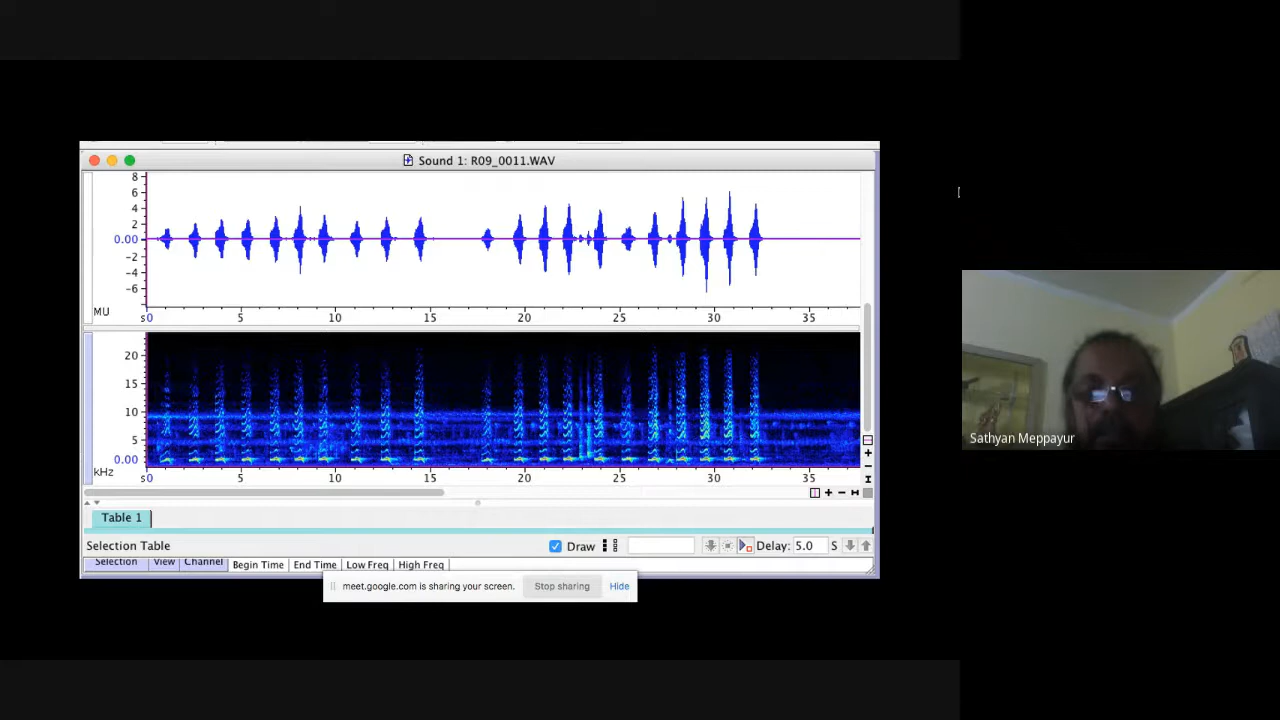 Sound 1: R09_0011.WAV
8
6
4
2
0.00
-2
-4
-6
MU
s0 5 10 15 20 25 30 35
20
15
10
5
0.00
kHz
s0 5 10 15 20 25 30 35
Table 1
Selection Table
Draw
Delay: 5.0 S
Selection View Channel Begin Time End Time Low Freq High Freq
meet.google.com is sharing your screen. Stop sharing Hide
Sathyan Meppayur